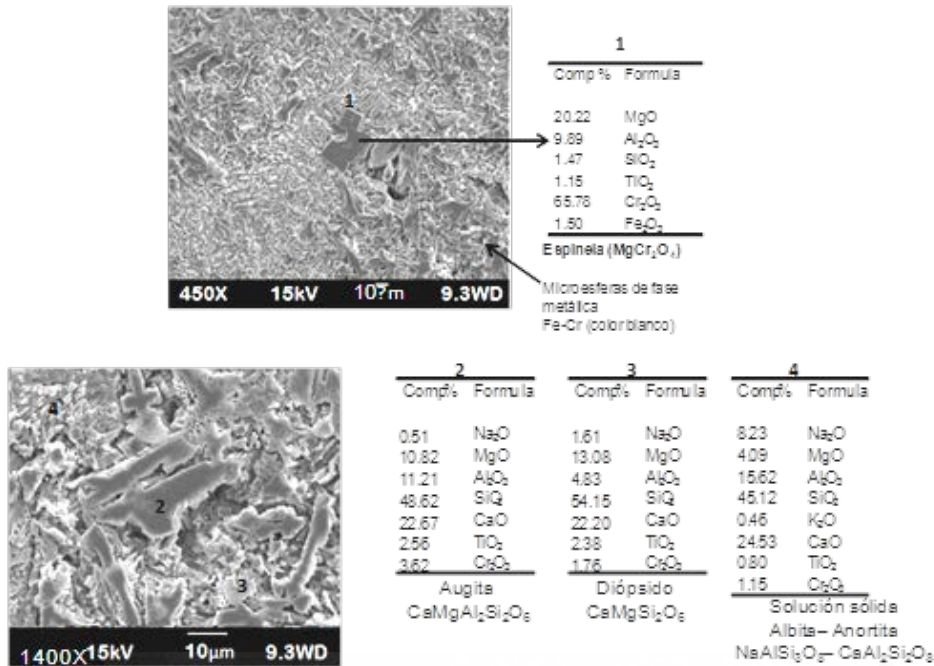 1
Comp % Formula
20.22 MgO
9.89 Al₂O₃
1.47 SiO₂
1.15 TiO₂
65.78 Cr₂O₃
1.50 Fe₂O₃
Espinela (MgCr₂O₄)
1
450X 15kV 10?m 9.3WD
Microesferas de fase
metálica
Fe-Cr (color blanco)
4
2
3
1400X 15kV 10µm 9.3WD
2
Comp% Formula
0.51 Na₂O
10.82 MgO
11.21 Al₂O₃
48.62 SiO₂
22.67 CaO
2.56 TiO₂
3.62 Cr₂O₃
Augita
CaMgAl₂Si₂O₆
3
Comp% Formula
1.61 Na₂O
13.08 MgO
4.83 Al₂O₃
54.15 SiO₂
22.20 CaO
2.38 TiO₂
1.76 Cr₂O₃
Diópsido
CaMgSi₂O₆
4
Comp% Formula
8.23 Na₂O
4.09 MgO
15.62 Al₂O₃
45.12 SiO₂
0.46 K₂O
24.53 CaO
0.80 TiO₂
1.15 Cr₂O₃
Solución sólida
Albita– Anortita
NaAlSi₃O₈– CaAl₂Si₂O₈